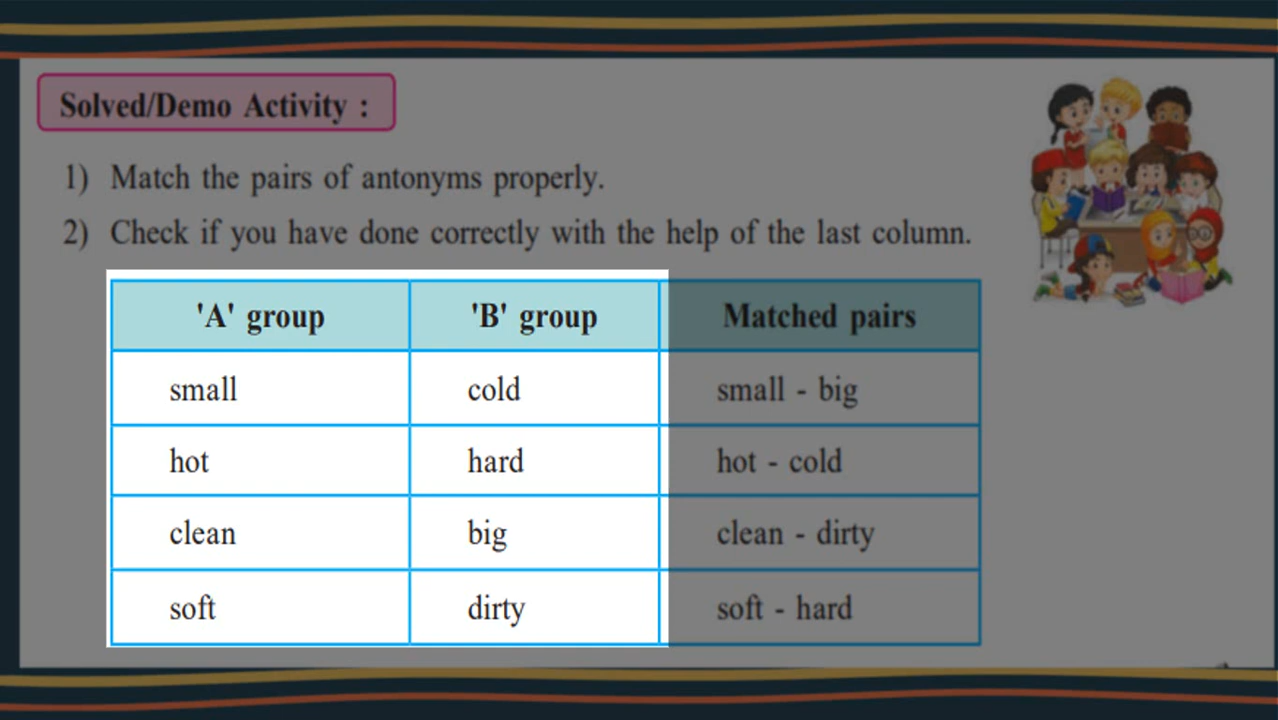 Solved/Demo Activity :
1) Match the pairs of antonyms properly.
2) Check if you have done correctly with the help of the last column.
'A' group 'B' group Matched pairs
small cold small - big
hot hard hot - cold
clean big clean - dirty
soft dirty soft - hard